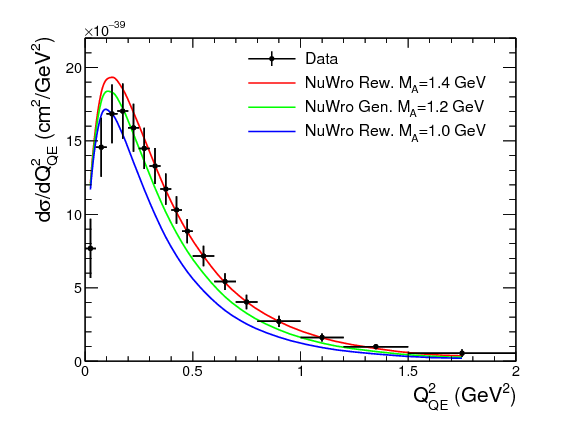 ×10⁻³⁹
dσ/dQ²_QE (cm²/GeV²)
Data
NuWro Rew. M_A=1.4 GeV
NuWro Gen. M_A=1.2 GeV
NuWro Rew. M_A=1.0 GeV
20
15
10
5
0
0 0.5 1 1.5 2
Q²_QE (GeV²)